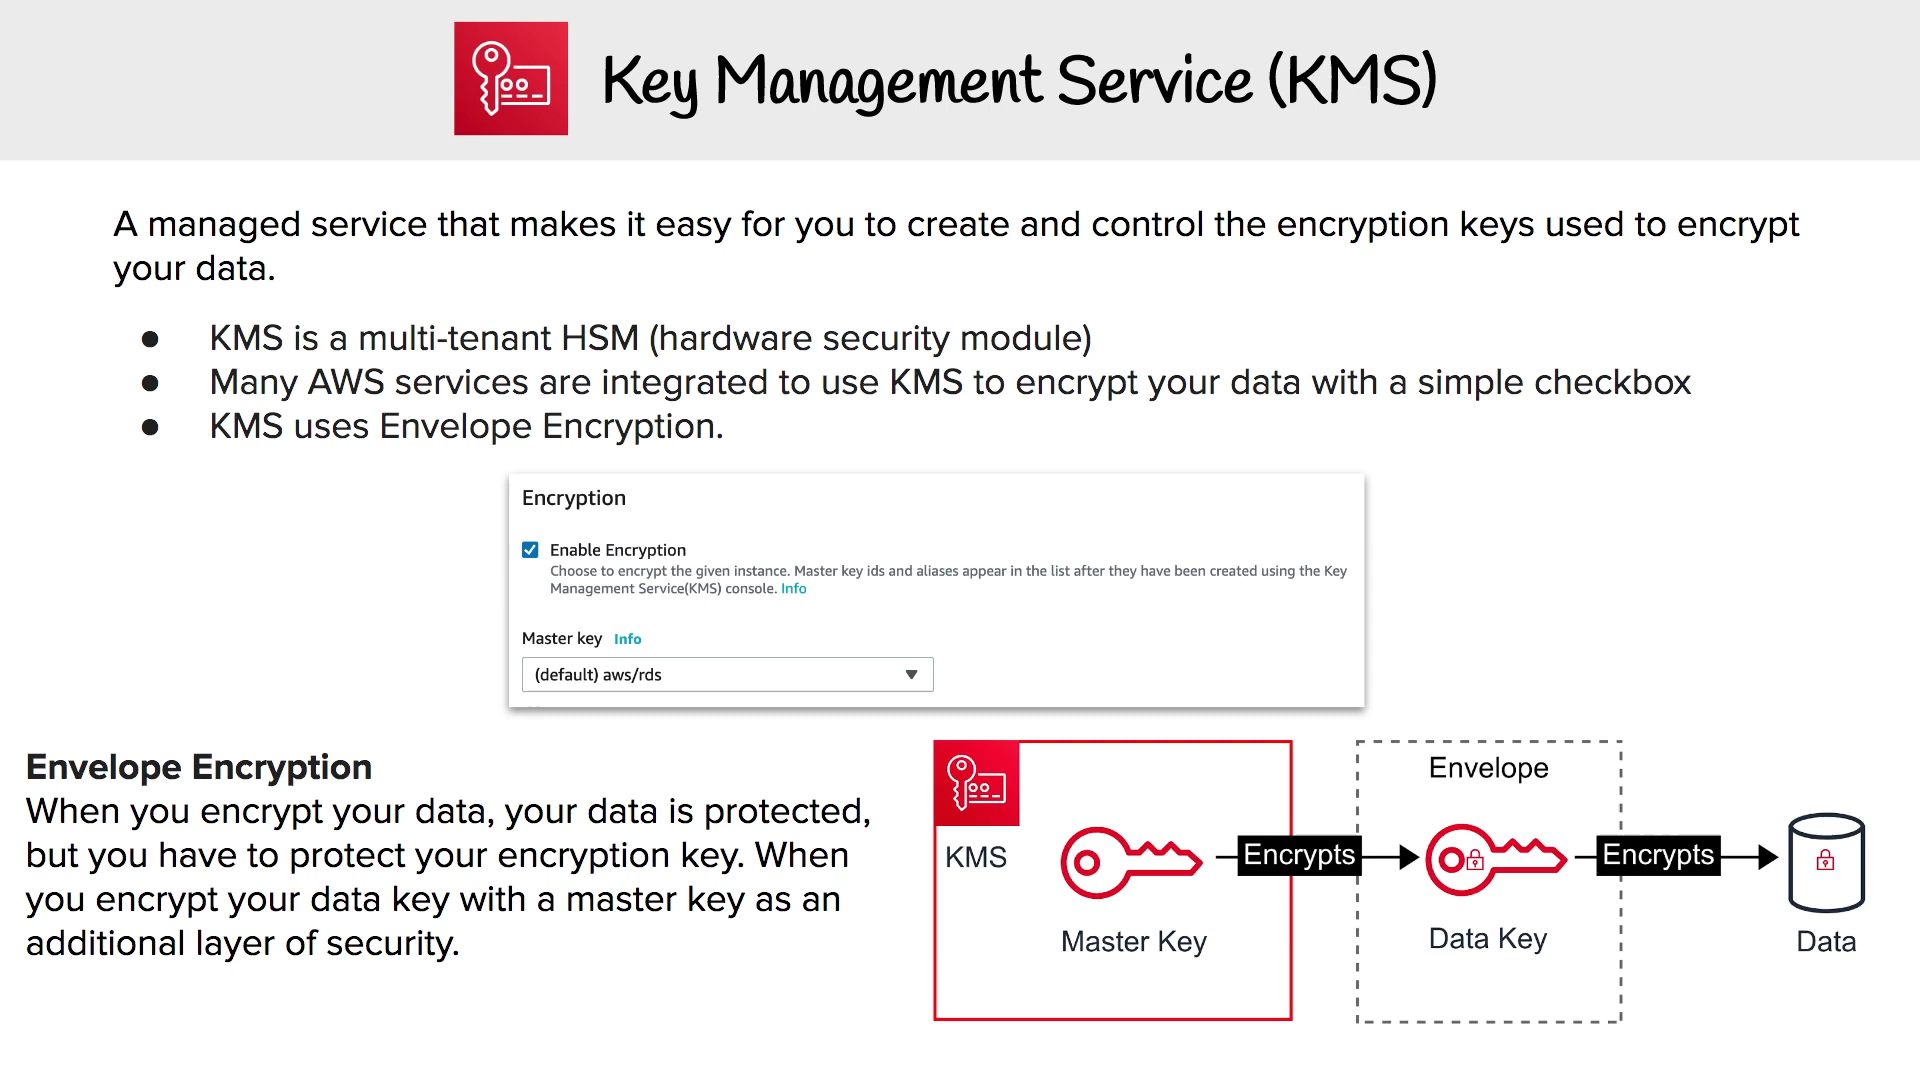 Key Management Service (KMS)
A managed service that makes it easy for you to create and control the encryption keys used to encrypt
your data.
● KMS is a multi-tenant HSM (hardware security module)
● Many AWS services are integrated to use KMS to encrypt your data with a simple checkbox
● KMS uses Envelope Encryption.
Encryption
Enable Encryption
Choose to encrypt the given instance. Master key ids and aliases appear in the list after they have been created using the Key
Management Service(KMS) console. Info
Master key Info
(default) aws/rds
Envelope Encryption
When you encrypt your data, your data is protected,
but you have to protect your encryption key. When
you encrypt your data key with a master key as an
additional layer of security.
KMS
Master Key
Encrypts
Envelope
Data Key
Encrypts
Data